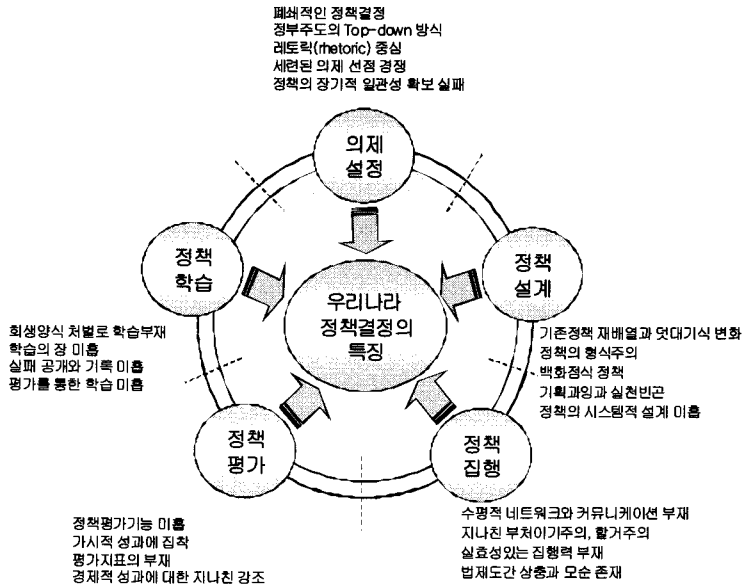 폐쇄적인 정책결정
정부주도의 Top-down 방식
레토릭(rhetoric) 중심
세련된 의제 선점 경쟁
정책의 장기적 일관성 확보 실패
의제
설정
정책
학습
정책
설계
우리나라
정책결정의
특징
희생양식 처벌로 학습부재
학습의 장 미흡
실패 공개와 기록 미흡
평가를 통한 학습 미흡
기존정책 재배열과 덧대기식 변화
정책의 형식주의
백화점식 정책
기획과잉과 실천빈곤
정책의 시스템적 설계 미흡
정책
평가
정책
집행
정책평가기능 미흡
가시적 성과에 집착
평가지표의 부재
경제적 성과에 대한 지나친 강조
수평적 네트워크와 커뮤니케이션 부재
지나친 부처이기주의, 할거주의
실효성있는 집행력 부재
법제도간 상충과 모순 존재